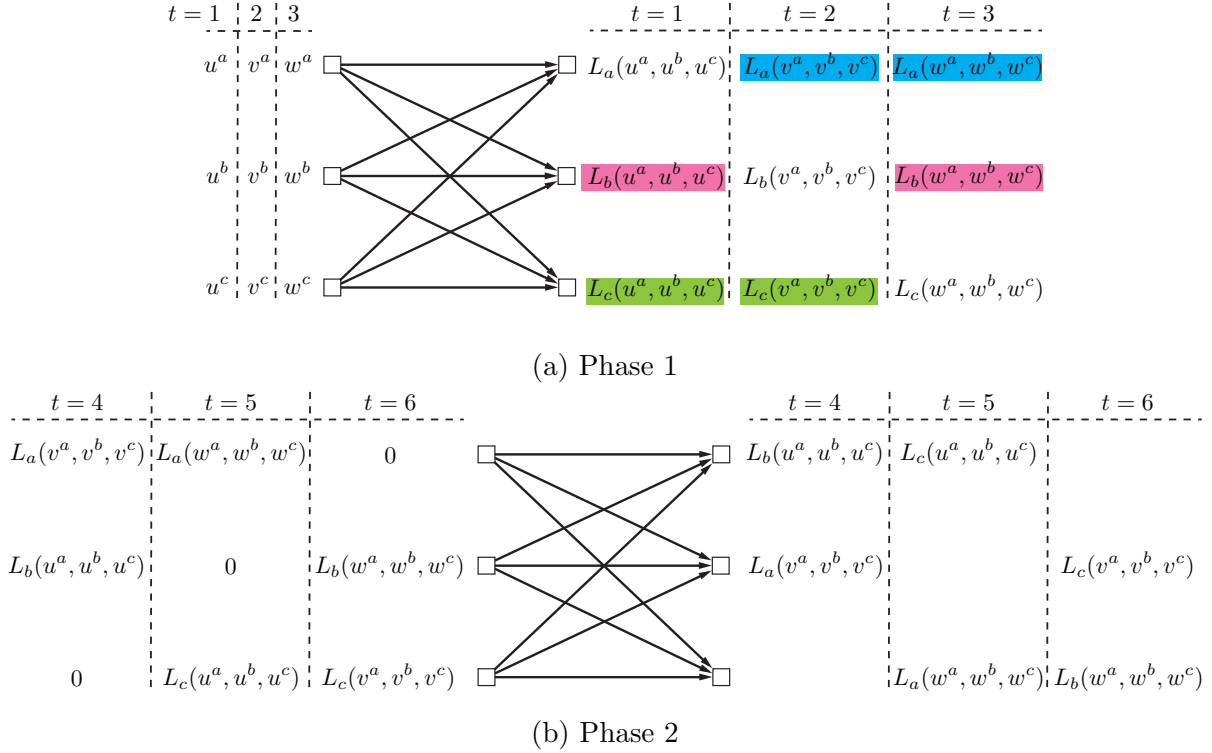 t = 1 2 3 t = 1 t = 2 t = 3
u^a v^a w^a L_a(u^a, u^b, u^c) L_a(v^a, v^b, v^c) L_a(w^a, w^b, w^c)
u^b v^b w^b L_b(u^a, u^b, u^c) L_b(v^a, v^b, v^c) L_b(w^a, w^b, w^c)
u^c v^c w^c L_c(u^a, u^b, u^c) L_c(v^a, v^b, v^c) L_c(w^a, w^b, w^c)
(a) Phase 1
t = 4 t = 5 t = 6 t = 4 t = 5 t = 6
L_a(v^a, v^b, v^c) L_a(w^a, w^b, w^c) 0 L_b(u^a, u^b, u^c) L_c(u^a, u^b, u^c)
L_b(u^a, u^b, u^c) 0 L_b(w^a, w^b, w^c) L_a(v^a, v^b, v^c) L_c(v^a, v^b, v^c)
0 L_c(u^a, u^b, u^c) L_c(v^a, v^b, v^c) L_a(w^a, w^b, w^c) L_b(w^a, w^b, w^c)
(b) Phase 2